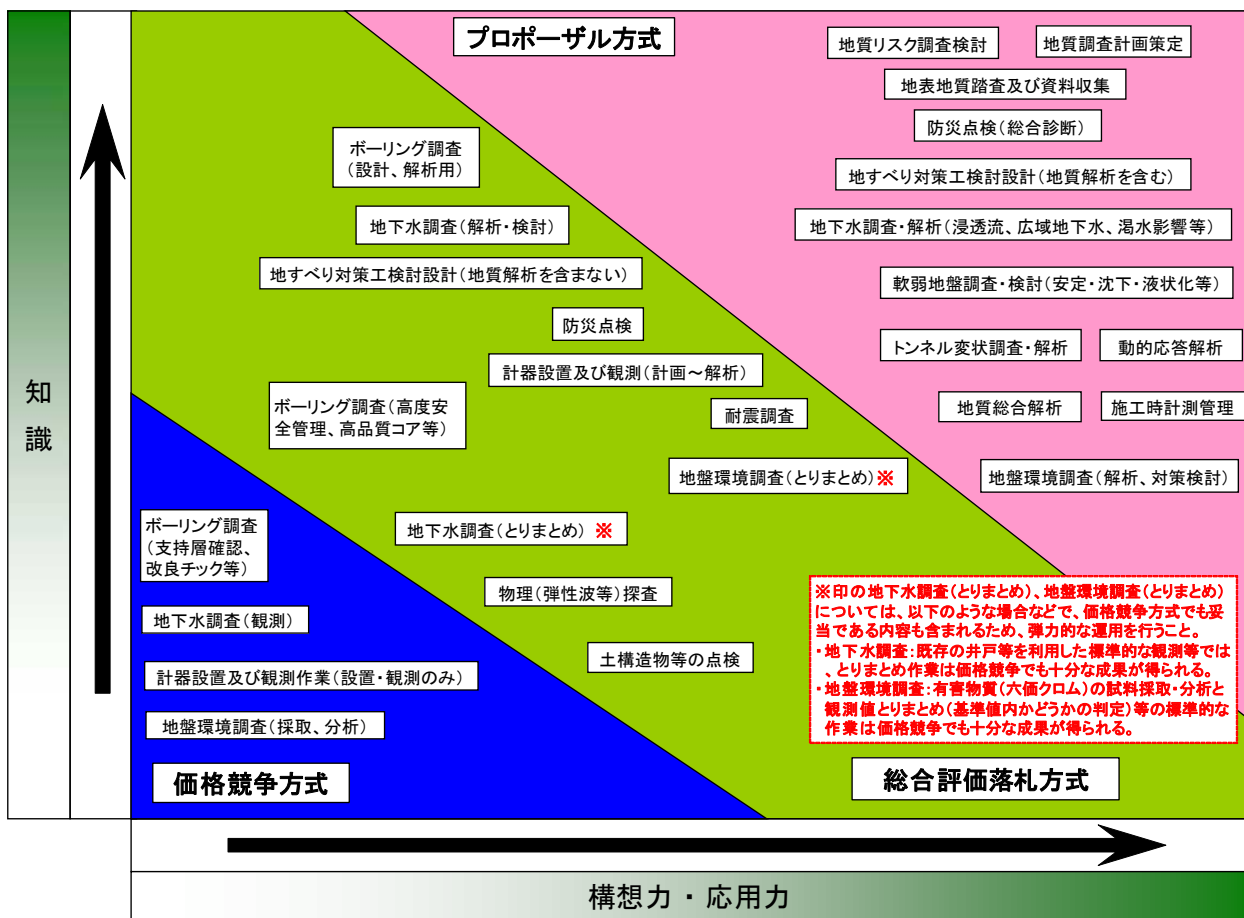 プロポーザル方式
地質リスク調査検討
地質調査計画策定
地表地質踏査及び資料収集
防災点検(総合診断)
地すべり対策工検討設計(地質解析を含む)
地下水調査・解析(浸透流、広域地下水、渇水影響等)
軟弱地盤調査・検討(安定・沈下・液状化等)
トンネル変状調査・解析
動的応答解析
地質総合解析
施工時計測管理
地盤環境調査(解析、対策検討)
ボーリング調査
(設計、解析用)
地下水調査(解析・検討)
地すべり対策工検討設計(地質解析を含まない)
防災点検
計器設置及び観測(計画~解析)
ボーリング調査(高度安
全管理、高品質コア等)
耐震調査
地盤環境調査(とりまとめ)※
地下水調査(とりまとめ) ※
物理(弾性波等)探査
土構造物等の点検
総合評価落札方式
ボーリング調査
(支持層確認、
改良チック等)
地下水調査(観測)
計器設置及び観測作業(設置・観測のみ)
地盤環境調査(採取、分析)
価格競争方式
※印の地下水調査(とりまとめ)、地盤環境調査(とりまとめ)
については、以下のような場合などで、価格競争方式でも妥
当である内容も含まれるため、弾力的な運用を行うこと。
・地下水調査:既存の井戸等を利用した標準的な観測等では
、とりまとめ作業は価格競争でも十分な成果が得られる。
・地盤環境調査:有害物質(六価クロム)の試料採取・分析と
観測値とりまとめ(基準値内かどうかの判定)等の標準的な
作業は価格競争でも十分な成果が得られる。
知
識
構想力・応用力